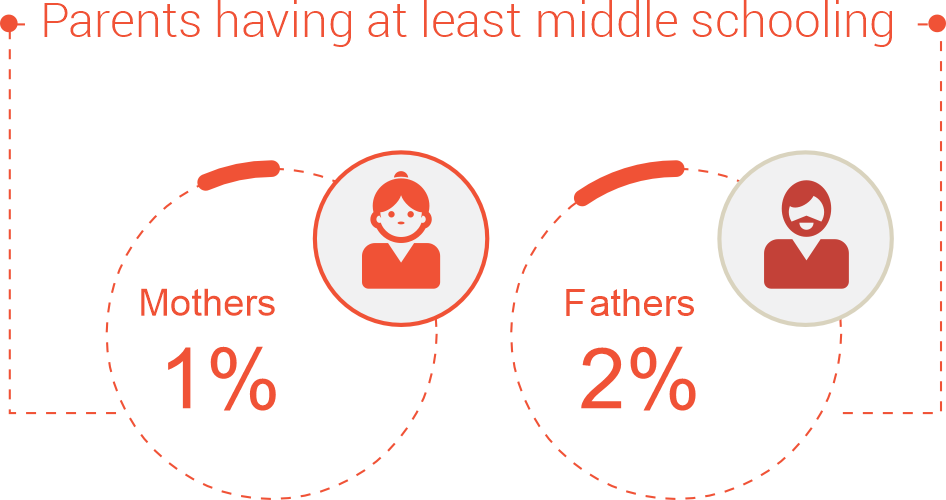 Parents having at least middle schooling
Mothers
1%
Fathers
2%